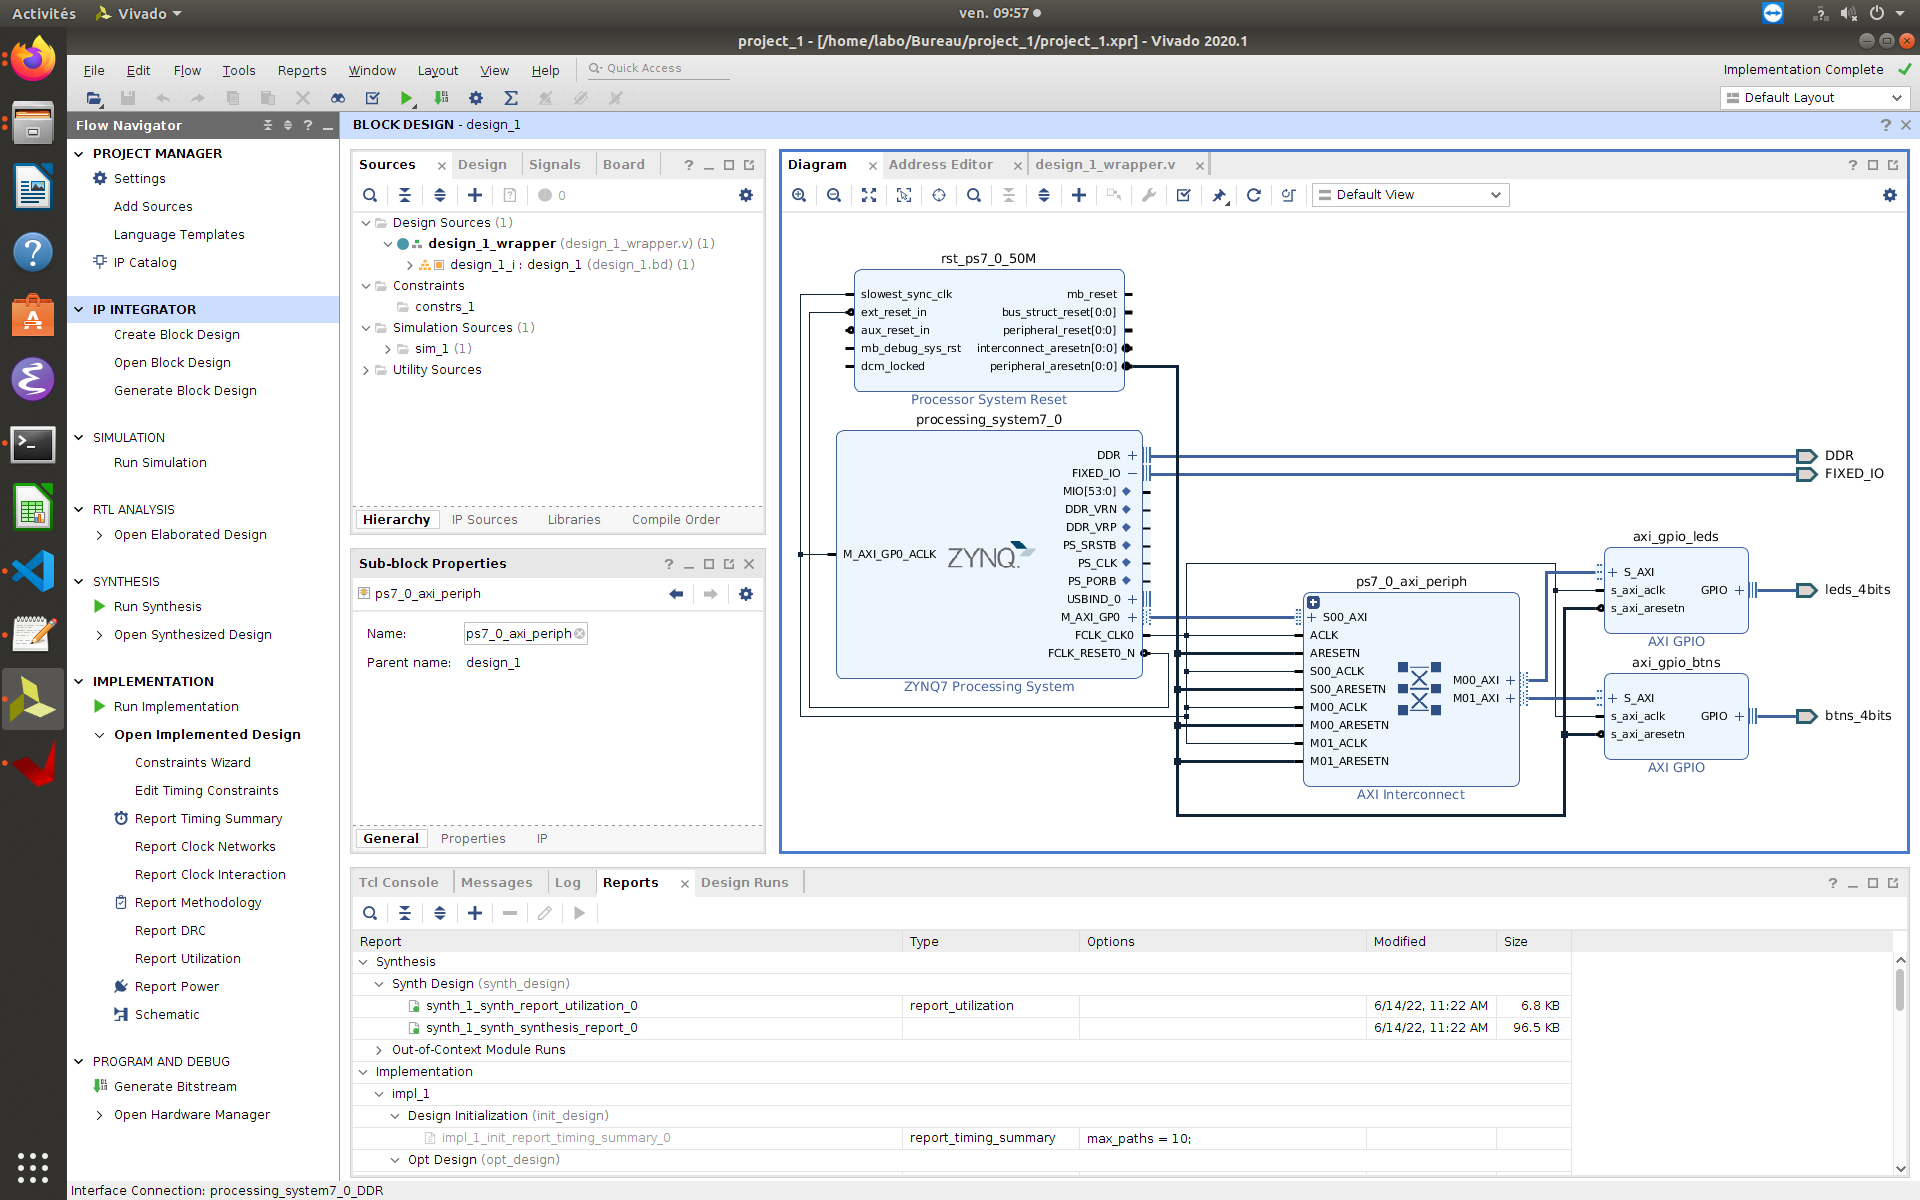 Activités
Vivado
ven. 09:57
project_1 - [/home/labo/Bureau/project_1/project_1.xpr] - Vivado 2020.1
File Edit Flow Tools Reports Window Layout View Help
Quick Access
Implementation Complete
Default Layout
Flow Navigator
PROJECT MANAGER
Settings
Add Sources
Language Templates
IP Catalog
IP INTEGRATOR
Create Block Design
Open Block Design
Generate Block Design
SIMULATION
Run Simulation
RTL ANALYSIS
Open Elaborated Design
SYNTHESIS
Run Synthesis
Open Synthesized Design
IMPLEMENTATION
Run Implementation
Open Implemented Design
Constraints Wizard
Edit Timing Constraints
Report Timing Summary
Report Clock Networks
Report Clock Interaction
Report Methodology
Report DRC
Report Utilization
Report Power
Schematic
PROGRAM AND DEBUG
Generate Bitstream
Open Hardware Manager
BLOCK DESIGN - design_1
Sources Design Signals Board
0
Design Sources (1)
design_1_wrapper (design_1_wrapper.v) (1)
design_1_i : design_1 (design_1.bd) (1)
Constraints
constrs_1
Simulation Sources (1)
sim_1 (1)
Utility Sources
Hierarchy IP Sources Libraries Compile Order
Sub-block Properties
ps7_0_axi_periph
Name: ps7_0_axi_periph
Parent name: design_1
General Properties IP
Diagram Address Editor design_1_wrapper.v
Default View
rst_ps7_0_50M
slowest_sync_clk mb_reset
ext_reset_in bus_struct_reset[0:0]
aux_reset_in peripheral_reset[0:0]
mb_debug_sys_rst interconnect_aresetn[0:0]
dcm_locked peripheral_aresetn[0:0]
Processor System Reset
processing_system7_0
DDR
FIXED_IO
MIO[53:0]
DDR_VRN
DDR_VRP
PS_SRSTB
M_AXI_GP0_ACLK ZYNQ. PS_CLK
PS_PORB
USBIND_0
M_AXI_GP0
FCLK_CLK0
FCLK_RESET0_N
ZYNQ7 Processing System
ps7_0_axi_periph
S00_AXI
ACLK
ARESETN
S00_ACLK
S00_ARESETN
M00_ACLK
M00_ARESETN
M01_ACLK
M01_ARESETN
M00_AXI
M01_AXI
AXI Interconnect
axi_gpio_leds
S_AXI
s_axi_aclk GPIO
s_axi_aresetn
AXI GPIO
axi_gpio_btns
S_AXI
s_axi_aclk GPIO
s_axi_aresetn
AXI GPIO
DDR
FIXED_IO
leds_4bits
btns_4bits
Tcl Console Messages Log Reports Design Runs
Report Type Options Modified Size
Synthesis
Synth Design (synth_design)
synth_1_synth_report_utilization_0 report_utilization 6/14/22, 11:22 AM 6.8 KB
synth_1_synth_synthesis_report_0 6/14/22, 11:22 AM 96.5 KB
Out-of-Context Module Runs
Implementation
impl_1
Design Initialization (init_design)
impl_1_init_report_timing_summary_0 report_timing_summary max_paths = 10;
Opt Design (opt_design)
Interface Connection: processing_system7_0_DDR